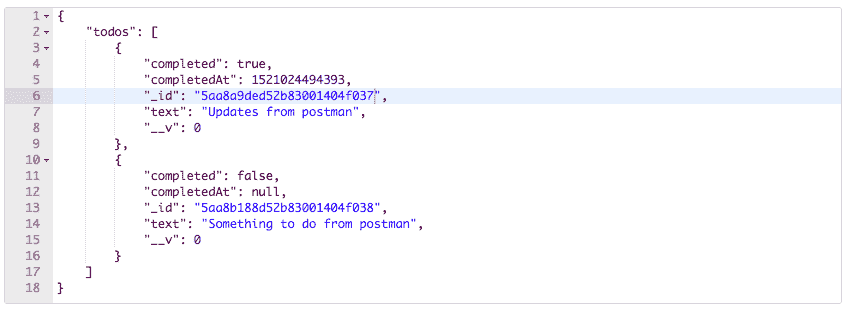 1 {
2     "todos": [
3         {
4             "completed": true,
5             "completedAt": 1521024494393,
6             "_id": "5aa8a9ded52b83001404f037",
7             "text": "Updates from postman",
8             "__v": 0
9         },
10         {
11             "completed": false,
12             "completedAt": null,
13             "_id": "5aa8b188d52b83001404f038",
14             "text": "Something to do from postman",
15             "__v": 0
16         }
17     ]
18 }